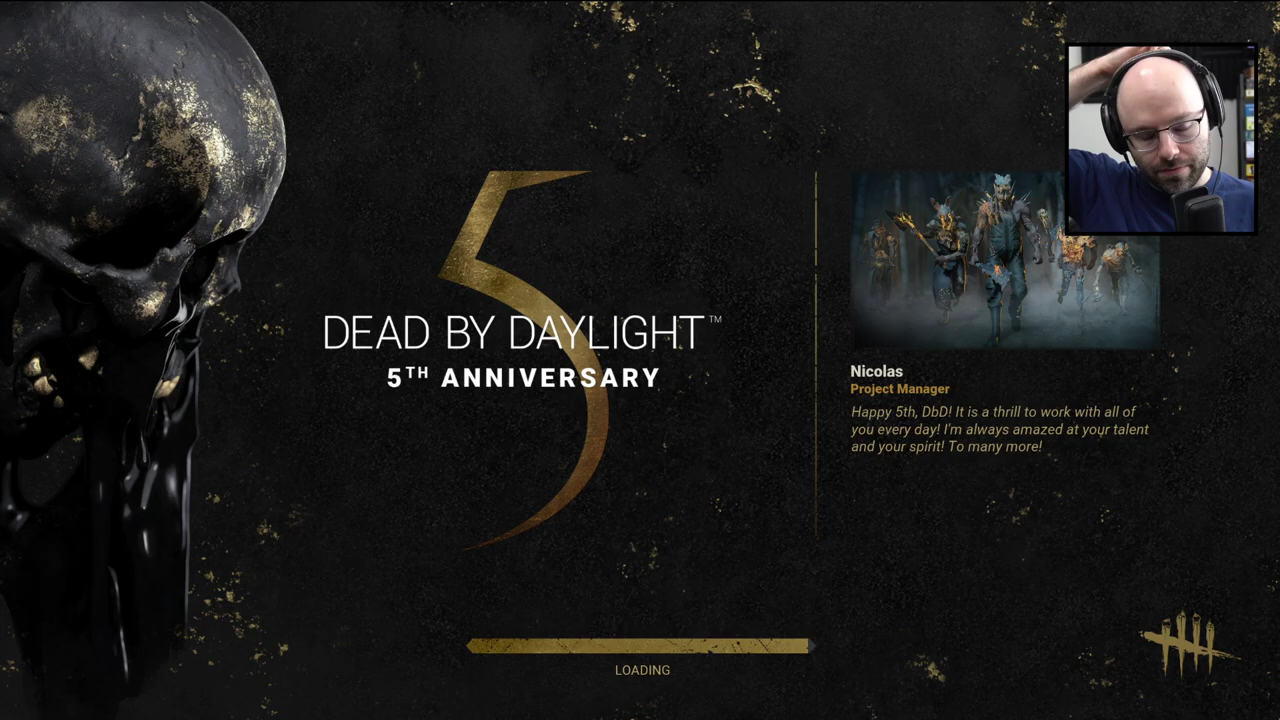 DEAD BY DAYLIGHT™
5TH ANNIVERSARY
Nicolas
Project Manager
Happy 5th, DbD! It is a thrill to work with all of
you every day! I'm always amazed at your talent
and your spirit! To many more!
LOADING